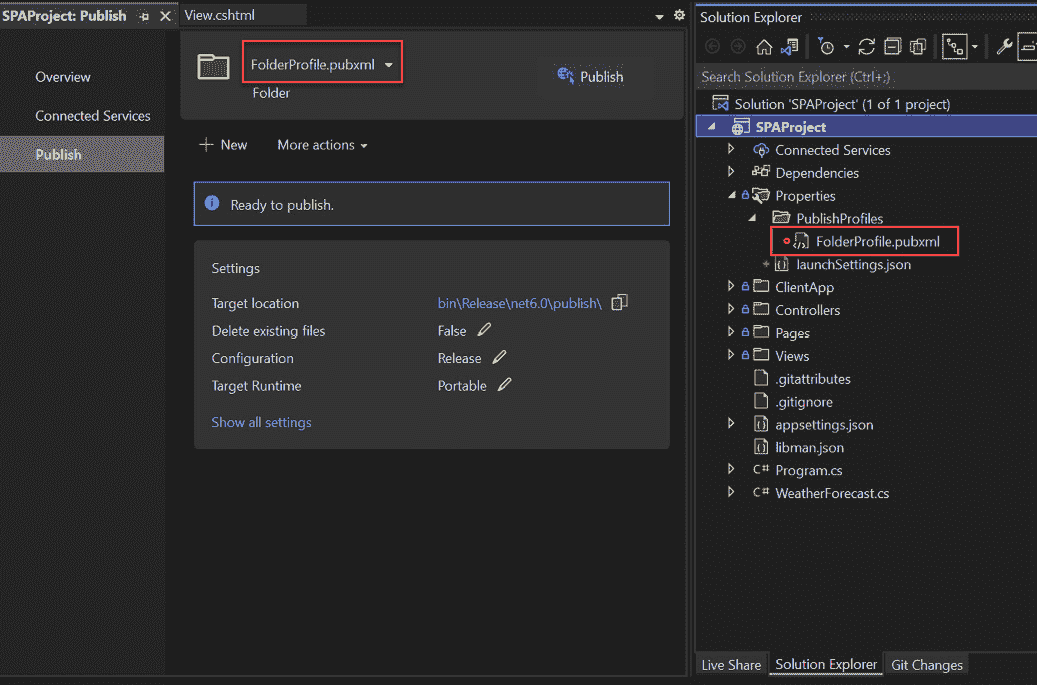 SPAProject: Publish
View.cshtml
Overview
Connected Services
Publish
FolderProfile.pubxml
Folder
Publish
New
More actions
Ready to publish.
Settings
Target location bin\Release\net6.0\publish\
Delete existing files False
Configuration Release
Target Runtime Portable
Show all settings
Solution Explorer
Search Solution Explorer (Ctrl+;)
Solution 'SPAProject' (1 of 1 project)
SPAProject
Connected Services
Dependencies
Properties
PublishProfiles
FolderProfile.pubxml
launchSettings.json
ClientApp
Controllers
Pages
Views
.gitattributes
.gitignore
appsettings.json
libman.json
C# Program.cs
C# WeatherForecast.cs
Live Share Solution Explorer Git Changes